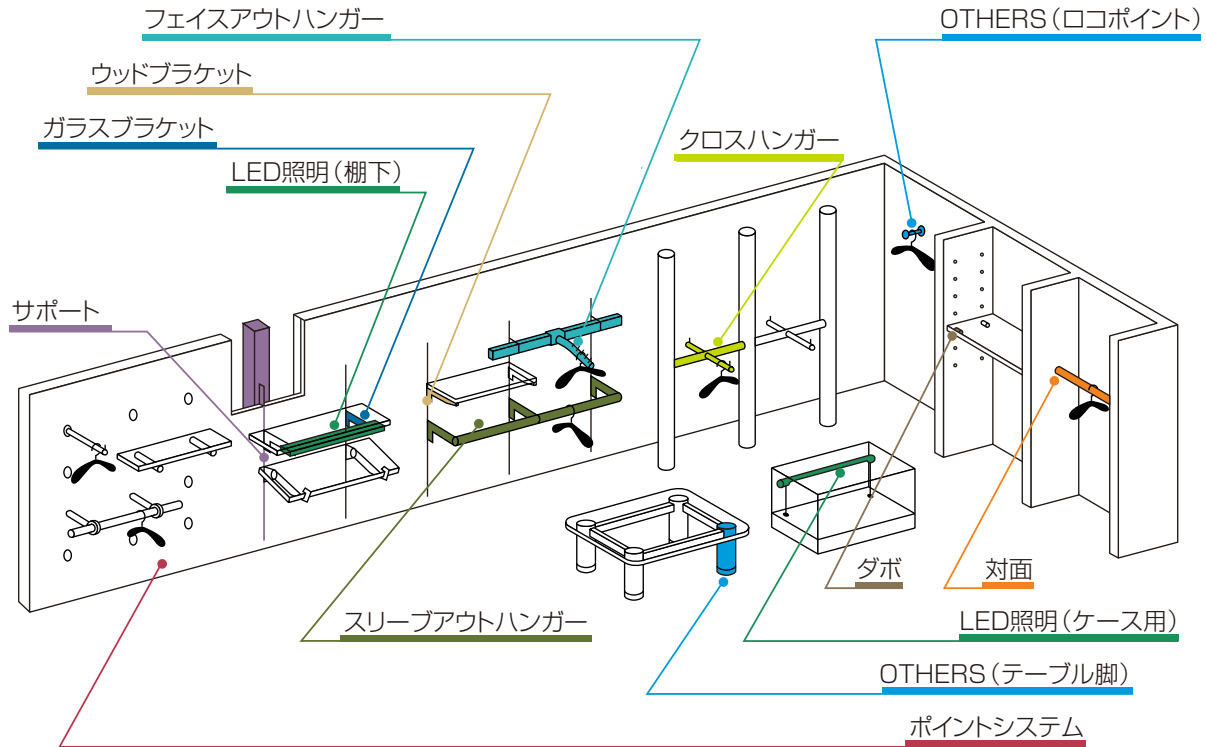 フェイスアウトハンガー
OTHERS（ロコポイント）
ウッドブラケット
ガラスブラケット
クロスハンガー
LED照明（棚下）
サポート
ダボ
対面
スリーブアウトハンガー
LED照明（ケース用）
OTHERS（テーブル脚）
ポイントシステム